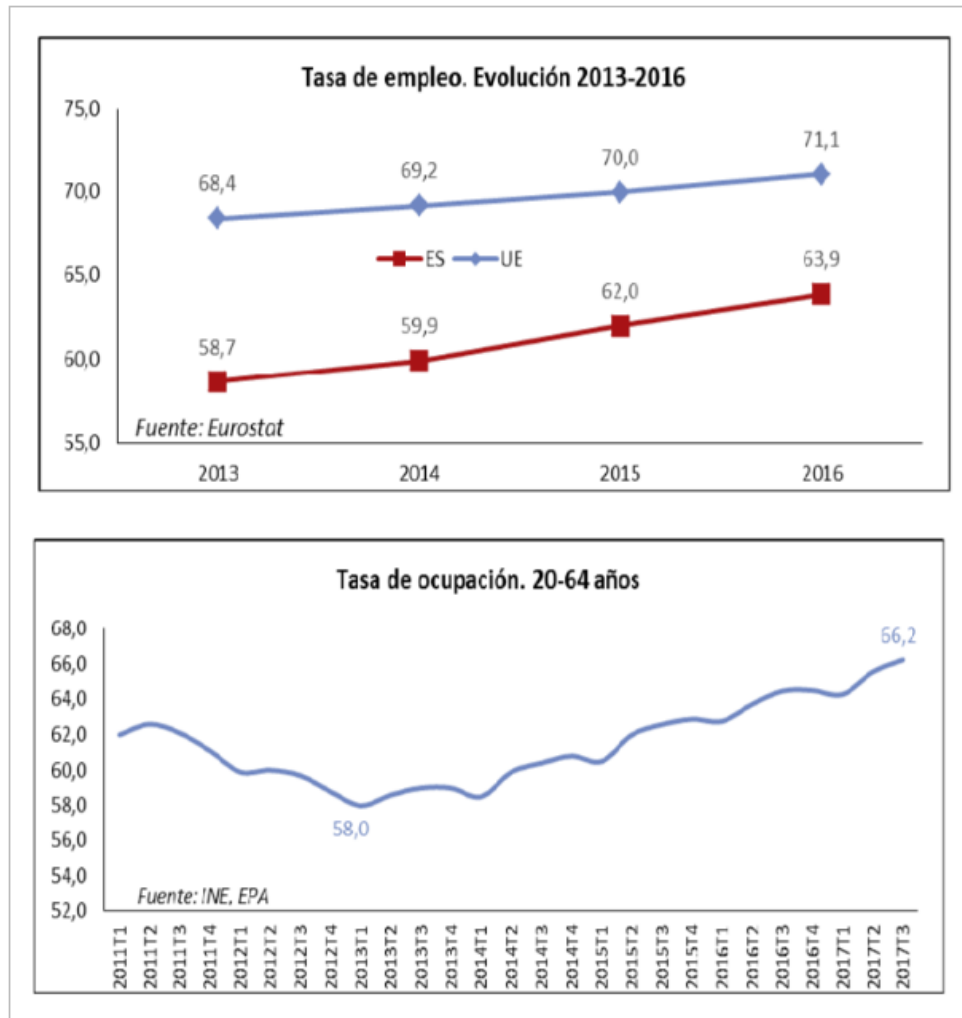 Tasa de empleo. Evolución 2013-2016
75,0
71,1
70,0
69,2
68,4
70,0
ES UE
65,0
63,9
62,0
59,9
58,7
60,0
Fuente: Eurostat
55,0
2013 2014 2015 2016
Tasa de ocupación. 20-64 años
68,0
66,2
66,0
64,0
62,0
60,0
58,0
58,0
56,0
54,0
Fuente: INE, EPA
52,0
2011T1
2011T2
2011T3
2011T4
2012T1
2012T2
2012T3
2012T4
2013T1
2013T2
2013T3
2013T4
2014T1
2014T2
2014T3
2014T4
2015T1
2015T2
2015T3
2015T4
2016T1
2016T2
2016T3
2016T4
2017T1
2017T2
2017T3